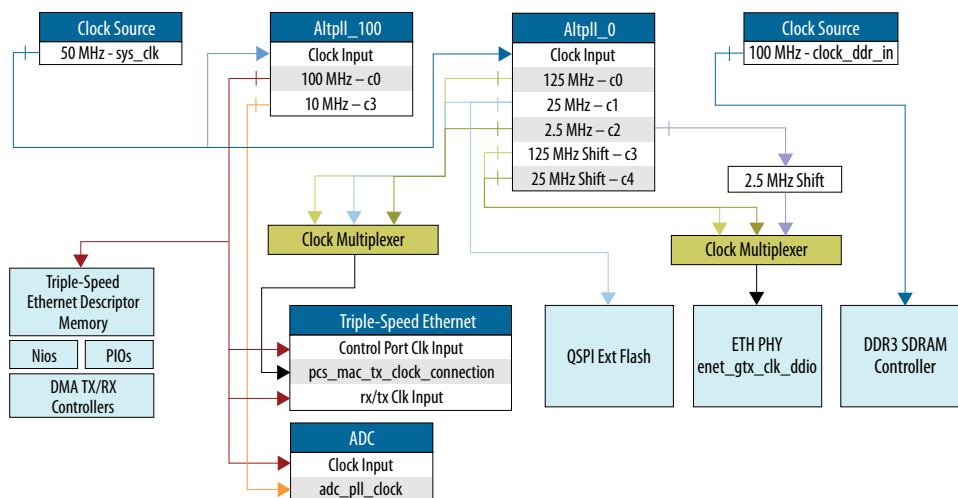 Clock Source
50 MHz - sys_clk
Altpll_100
Clock Input
100 MHz – c0
10 MHz – c3
Altpll_0
Clock Input
125 MHz – c0
25 MHz – c1
2.5 MHz – c2
125 MHz Shift – c3
25 MHz Shift – c4
Clock Source
100 MHz - clock_ddr_in
2.5 MHz Shift
Clock Multiplexer
Clock Multiplexer
Triple-Speed
Ethernet Descriptor
Memory
Nios
PIOs
DMA TX/RX
Controllers
Triple-Speed Ethernet
Control Port Clk Input
pcs_mac_tx_clock_connection
rx/tx Clk Input
QSPI Ext Flash
ETH PHY
enet_gtx_clk_ddio
DDR3 SDRAM
Controller
ADC
Clock Input
adc_pll_clock